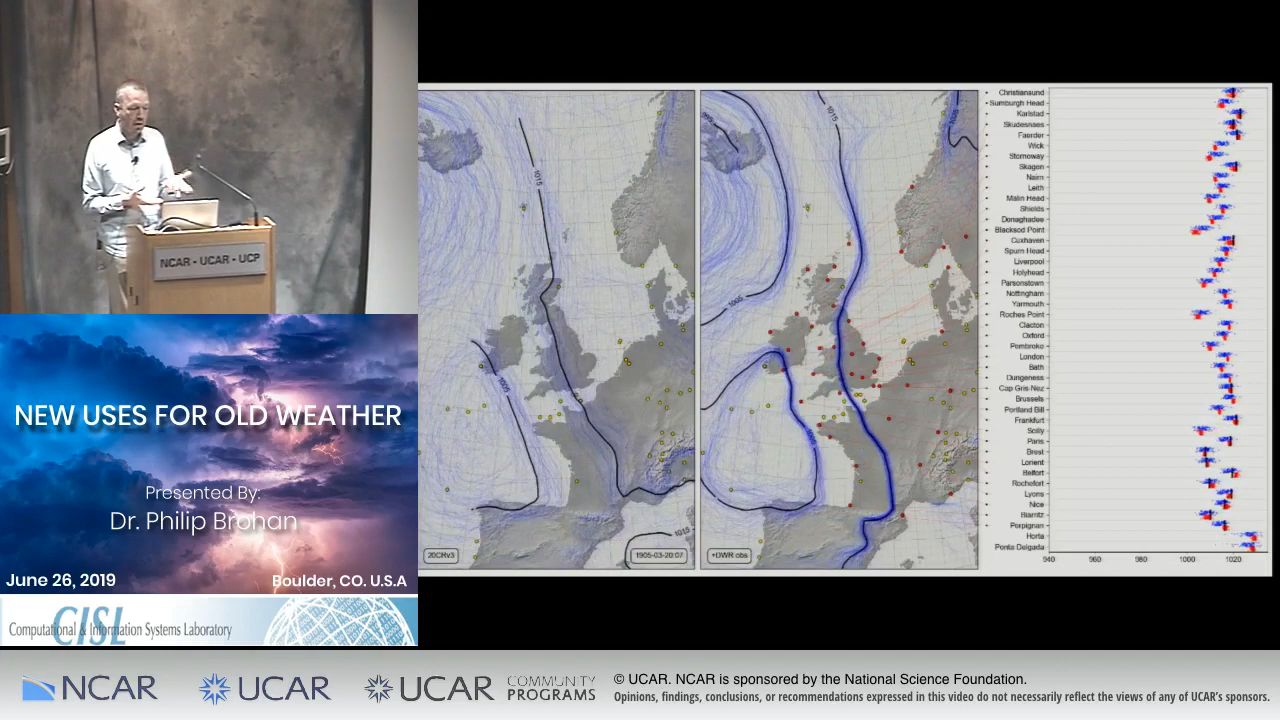 NCAR - UCAR - UCP
NEW USES FOR OLD WEATHER
Presented By:
Dr. Philip Brohan
June 26, 2019
Boulder, CO. U.S.A
CISL
Computational & Information Systems Laboratory
1015
1005
20CRv3
1905-03-20:07
1015
1015
1005
+DWR obs
Christiansund
Sumburgh Head
Karlstad
Skudesnaes
Faerder
Wick
Stornoway
Skagen
Nairn
Leith
Malin Head
Shields
Donaghadee
Blacksod Point
Cuxhaven
Spurn Head
Liverpool
Holyhead
Parsonstown
Nottingham
Yarmouth
Roches Point
Clacton
Oxford
Pembroke
London
Bath
Dungeness
Cap Gris Nez
Brussels
Portland Bill
Frankfurt
Scilly
Paris
Brest
Lorient
Belfort
Rochefort
Lyons
Nice
Biarritz
Perpignan
Horta
Ponta Delgada
940 960 980 1000 1020
NCAR
UCAR
UCAR
COMMUNITY
PROGRAMS
© UCAR. NCAR is sponsored by the National Science Foundation.
Opinions, findings, conclusions, or recommendations expressed in this video do not necessarily reflect the views of any of UCAR's sponsors.